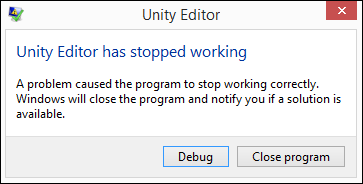 Unity Editor
Unity Editor has stopped working
A problem caused the program to stop working correctly.
Windows will close the program and notify you if a solution is
available.
Debug
Close program